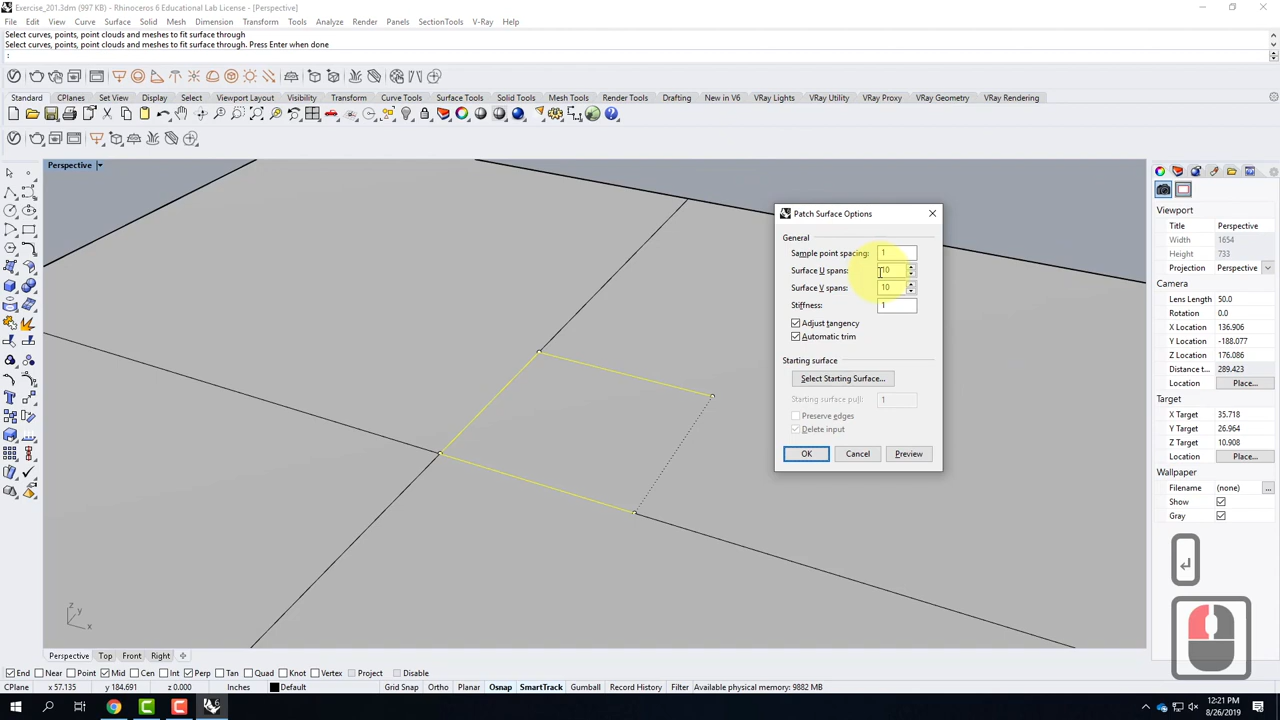 Exercise_201.3dm (997 KB) - Rhinoceros 6 Educational Lab License - [Perspective]
File Edit View Curve Surface Solid Mesh Dimension Transform Tools Analyze Render Panels SectionTools V-Ray Help
Select curves, points, point clouds and meshes to fit surface through
Select curves, points, point clouds and meshes to fit surface through. Press Enter when done
:
Standard CPlanes Set View Display Select Viewport Layout Visibility Transform Curve Tools Surface Tools Solid Tools Mesh Tools Render Tools Drafting New in V6 VRay Lights VRay Utility VRay Proxy VRay Geometry VRay Rendering
Perspective
Patch Surface Options
General
Sample point spacing: 1
Surface U spans: 10
Surface V spans: 10
Stiffness: 1
Adjust tangency
Automatic trim
Starting surface
Select Starting Surface...
Starting surface pull: 1
Preserve edges
Delete input
OK Cancel Preview
Viewport
Title Perspective
Width 1654
Height 733
Projection Perspective
Camera
Lens Length 50.0
Rotation 0.0
X Location 136.906
Y Location -188.077
Z Location 176.086
Distance t... 289.423
Location Place...
Target
X Target 35.718
Y Target 26.964
Z Target 10.908
Location Place...
Wallpaper
Filename (none) ...
Show
Gray
z
y
x
Perspective Top Front Right
End Near Point Mid Cen Int Perp Tan Quad Knot Vertex Project Disable
CPlane x 57.135 y 184.691 z 0.000 Inches Default Grid Snap Ortho Planar Osnap SmartTrack Gumball Record History Filter Available physical memory: 9882 MB
12:21 PM
8/26/2019